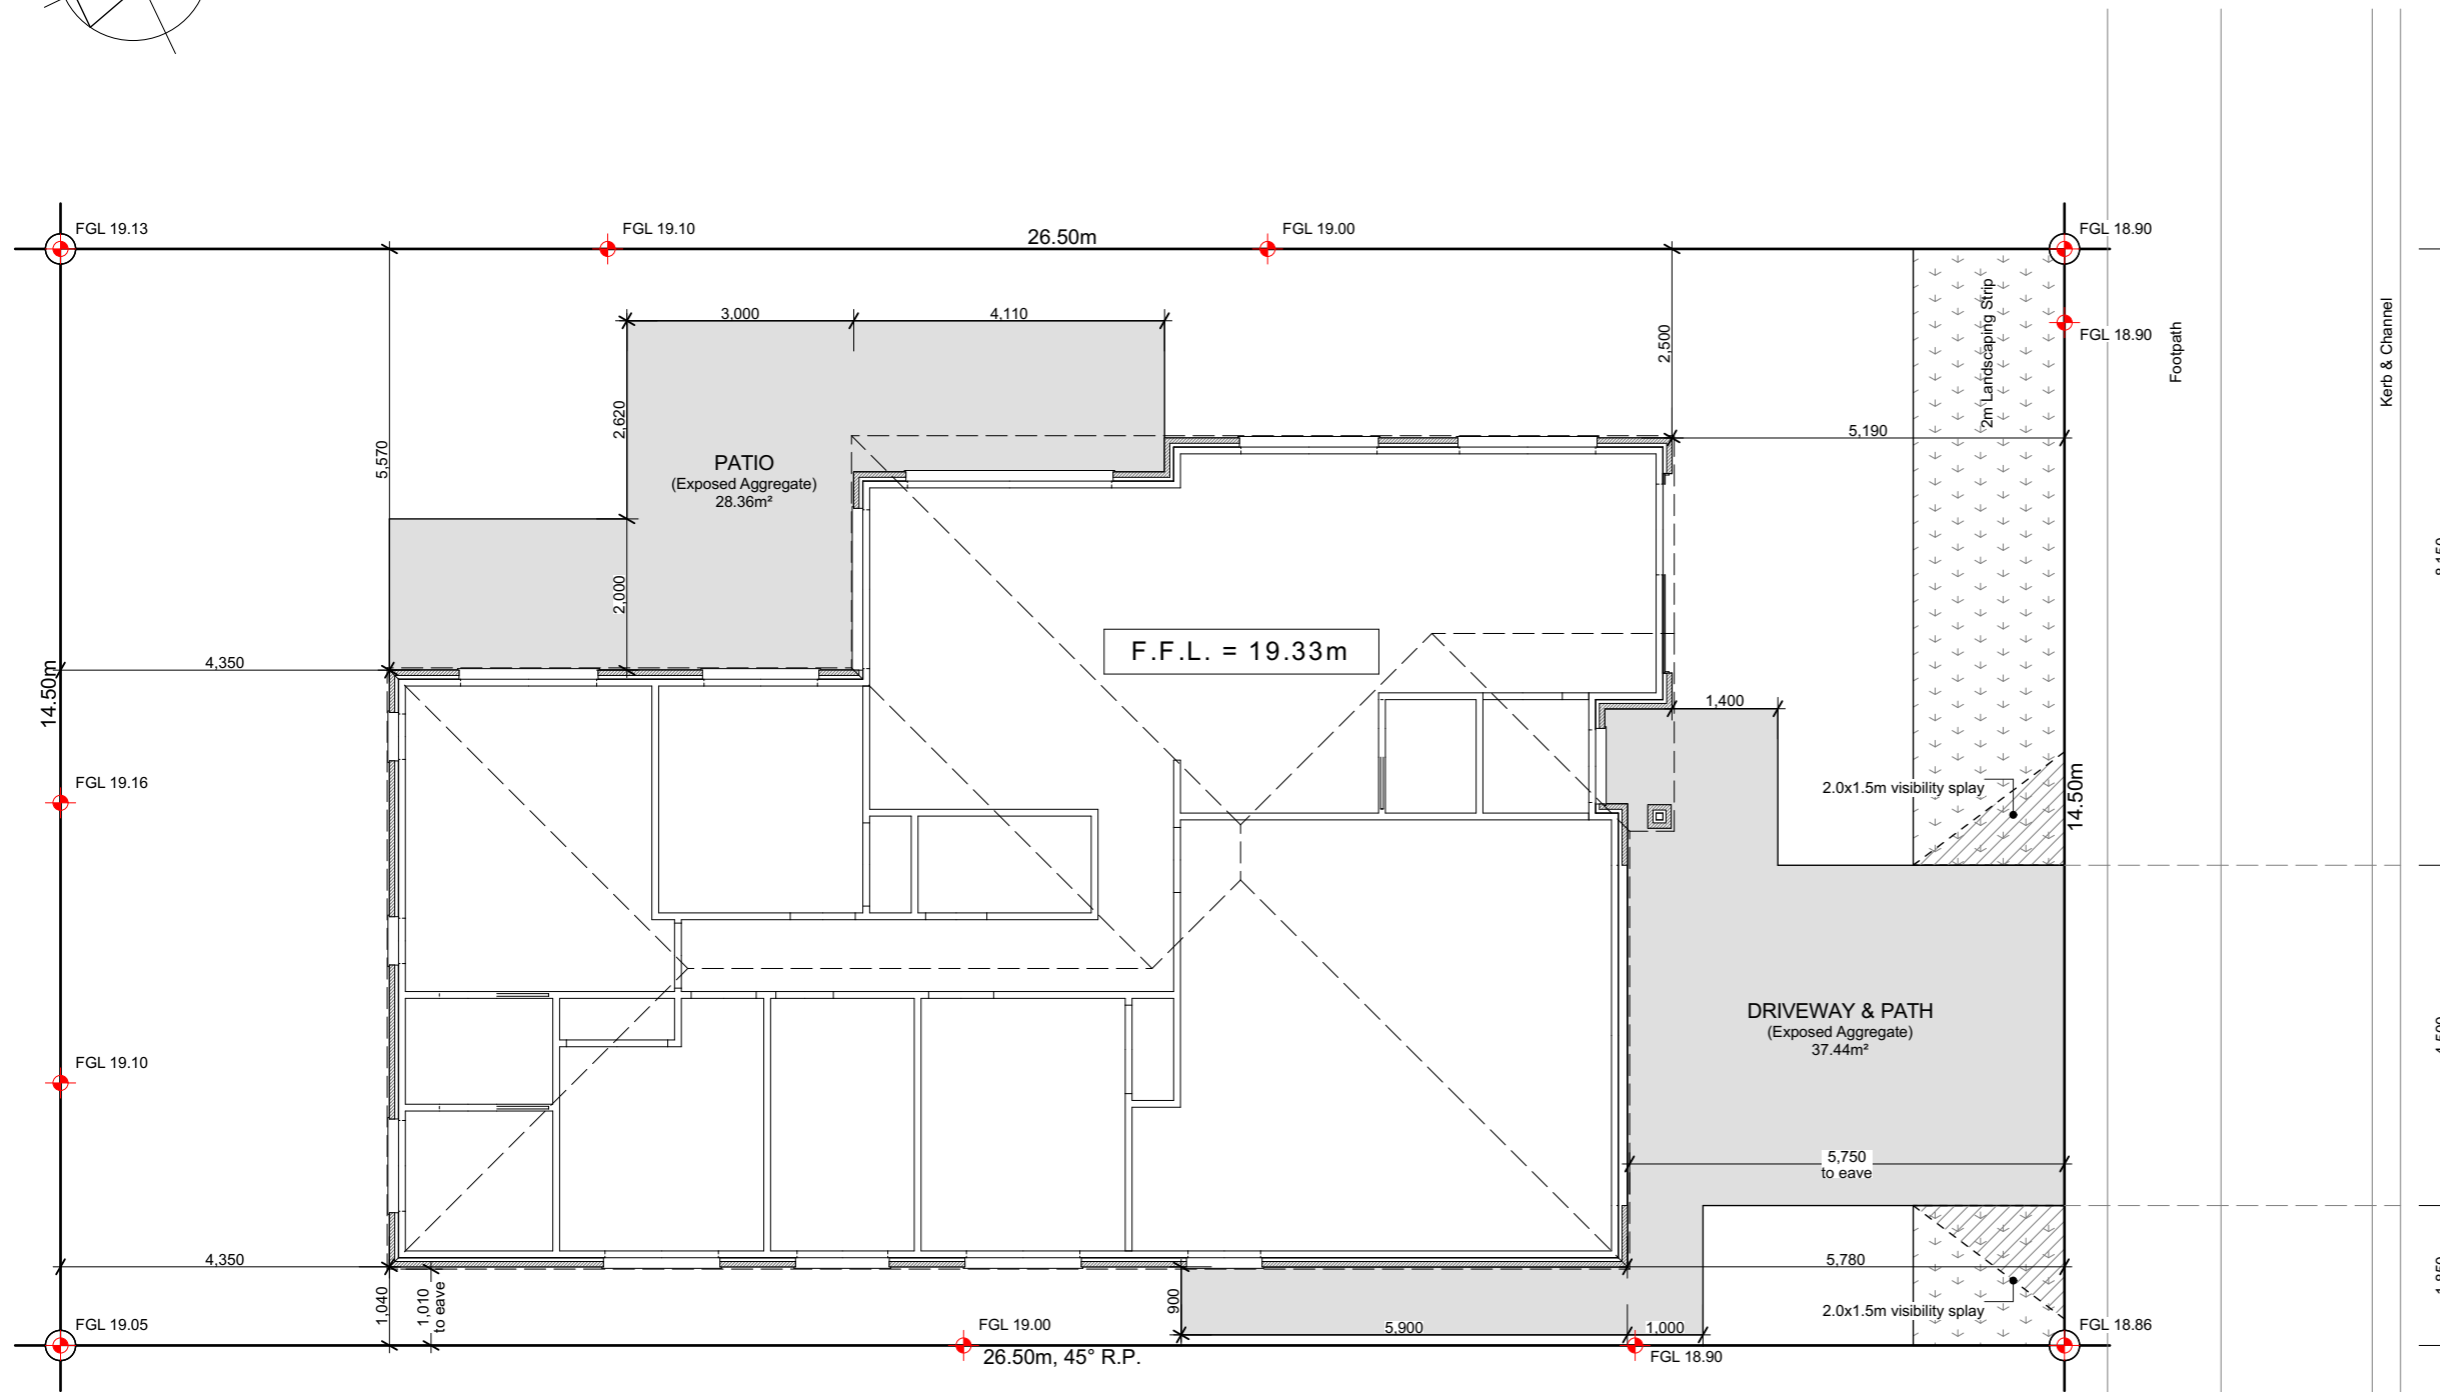 FGL 19.13
FGL 19.10
26.50m
FGL 19.00
FGL 18.90
FGL 18.90
2m Landscaping Strip
Footpath
Kerb & Channel
3,000
4,110
2,500
2,620
5,570
5,190
PATIO
(Exposed Aggregate)
28.36m²
2,000
F.F.L. = 19.33m
4,350
14.50m
1,400
FGL 19.16
2.0x1.5m visibility splay
14.50m
DRIVEWAY & PATH
(Exposed Aggregate)
37.44m²
FGL 19.10
5,750
to eave
4,350
5,780
1,040
1,010
to eave
900
2.0x1.5m visibility splay
FGL 19.05
FGL 19.00
5,900
1,000
FGL 18.86
26.50m, 45° R.P.
FGL 18.90